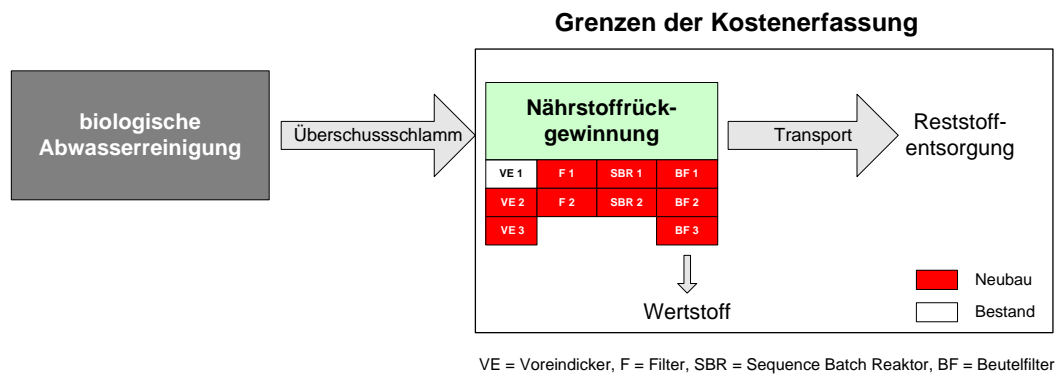 Grenzen der Kostenerfassung
biologische
Abwasserreinigung
Überschussschlamm
Nährstoffrück-
gewinnung
Transport
Reststoff-
entsorgung
VE 1 F 1 SBR 1 BF 1
VE 2 F 2 SBR 2 BF 2
VE 3 BF 3
Wertstoff
Neubau
Bestand
VE = Voreindicker, F = Filter, SBR = Sequence Batch Reaktor, BF = Beutelfilter